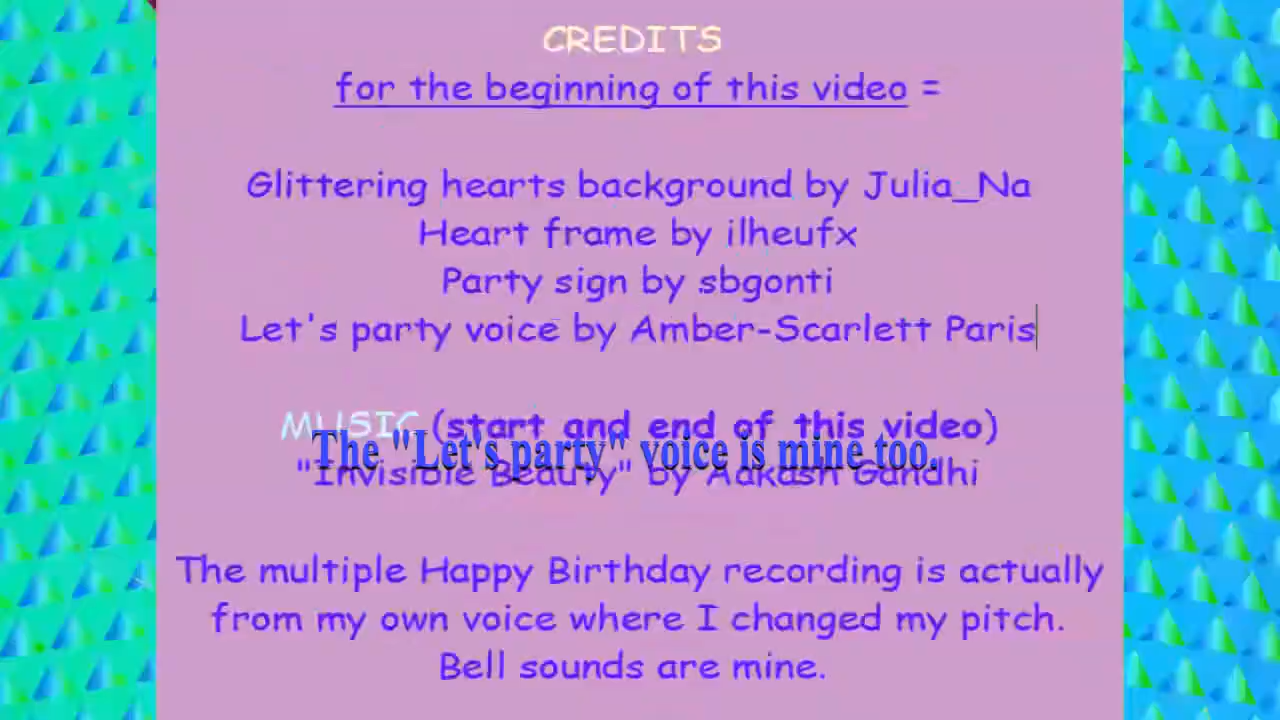 CREDITS
for the beginning of this video =
Glittering hearts background by Julia_Na
Heart frame by ilheufx
Party sign by sbgonti
Let's party voice by Amber-Scarlett Paris
MUSIC (start and end of this video)
The "Let's party" voice is mine too.
"Invisible Beauty" by Aakash Gandhi
The multiple Happy Birthday recording is actually
from my own voice where I changed my pitch.
Bell sounds are mine.